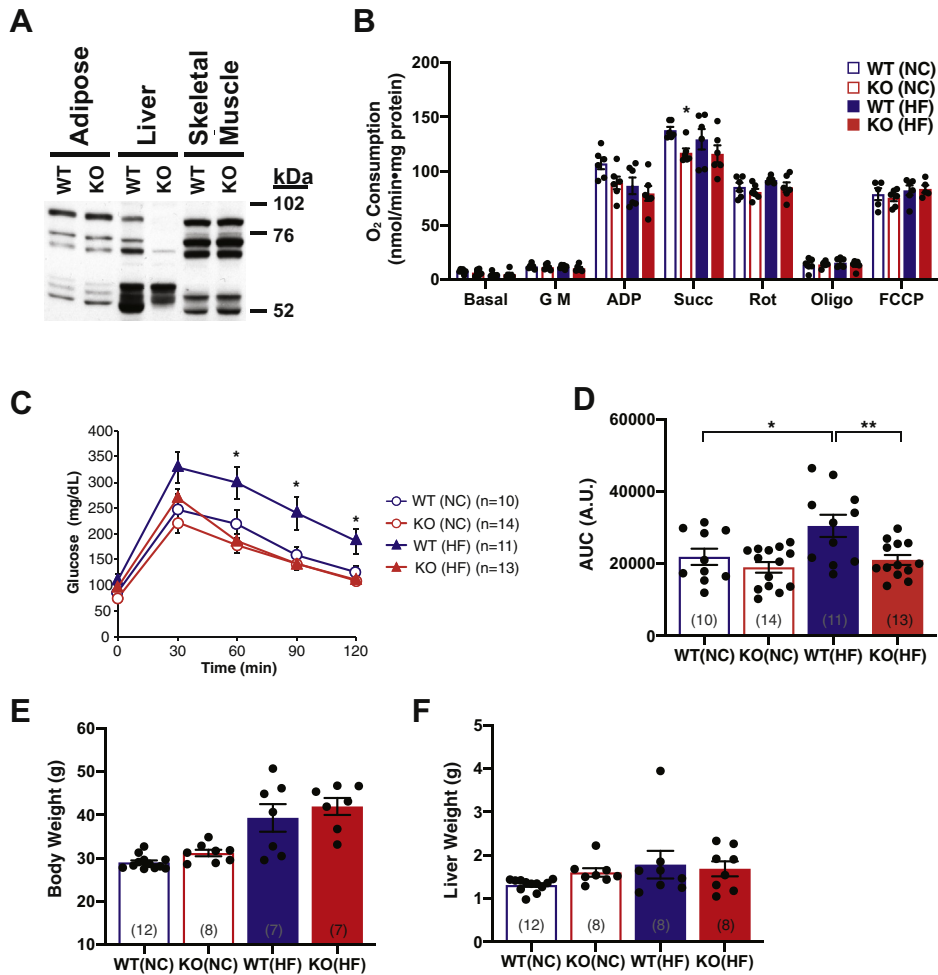 A
Adipose
Liver
Skeletal
Muscle
WT
KO
WT
KO
WT
KO
kDa
102
76
52
B
O2 Consumption
(nmol/min•mg protein)
200
150
100
50
0
*
WT (NC)
KO (NC)
WT (HF)
KO (HF)
Basal
G M
ADP
Succ
Rot
Oligo
FCCP
C
Glucose (mg/dL)
400
350
300
250
200
150
100
50
0
*
*
*
0
30
60
90
120
Time (min)
WT (NC) (n=10)
KO (NC) (n=14)
WT (HF) (n=11)
KO (HF) (n=13)
D
AUC (A.U.)
60000
40000
20000
0
*
**
(10)
(14)
(11)
(13)
WT(NC)
KO(NC)
WT(HF)
KO(HF)
E
Body Weight (g)
60
50
40
30
20
10
(12)
(8)
(7)
(7)
WT(NC)
KO(NC)
WT(HF)
KO(HF)
F
Liver Weight (g)
5
4
3
2
1
0
(12)
(8)
(8)
(8)
WT(NC)
KO(NC)
WT(HF)
KO(HF)